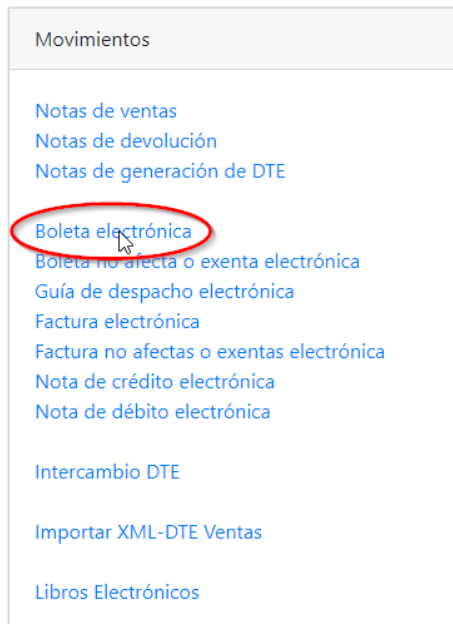 Movimientos
Notas de ventas
Notas de devolución
Notas de generación de DTE
Boleta electrónica
Boleta no afecta o exenta electrónica
Guía de despacho electrónica
Factura electrónica
Factura no afectas o exentas electrónica
Nota de crédito electrónica
Nota de débito electrónica
Intercambio DTE
Importar XML-DTE Ventas
Libros Electrónicos